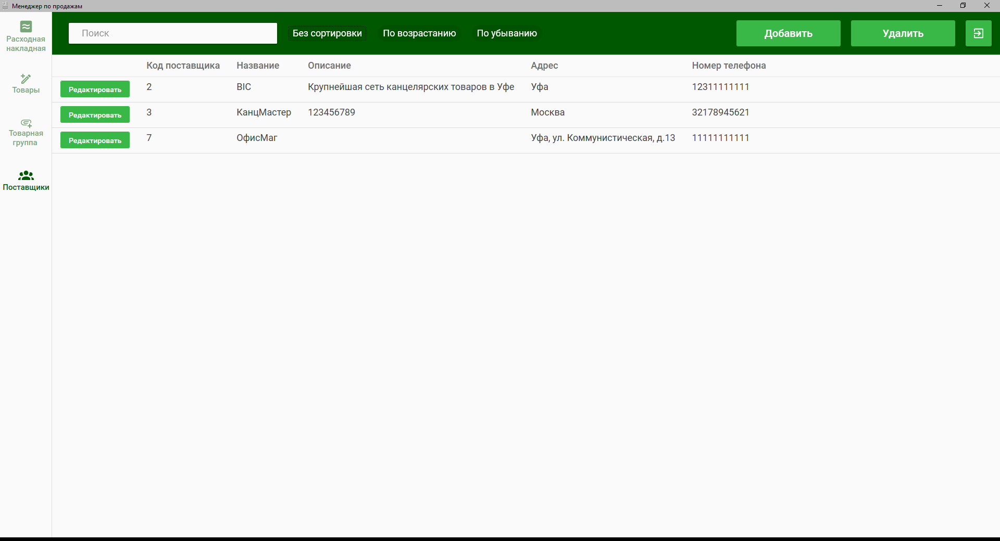 Менеджер по продажам
Расходная
накладная
Товары
Товарная
группа
Поставщики
Поиск
Без сортировки По возрастанию По убыванию
Добавить Удалить
Код поставщика Название Описание Адрес Номер телефона
Редактировать 2 BIC Крупнейшая сеть канцелярских товаров в Уфе Уфа 12311111111
Редактировать 3 КанцМастер 123456789 Москва 32178945621
Редактировать 7 ОфисМаг Уфа, ул. Коммунистическая, д.13 11111111111